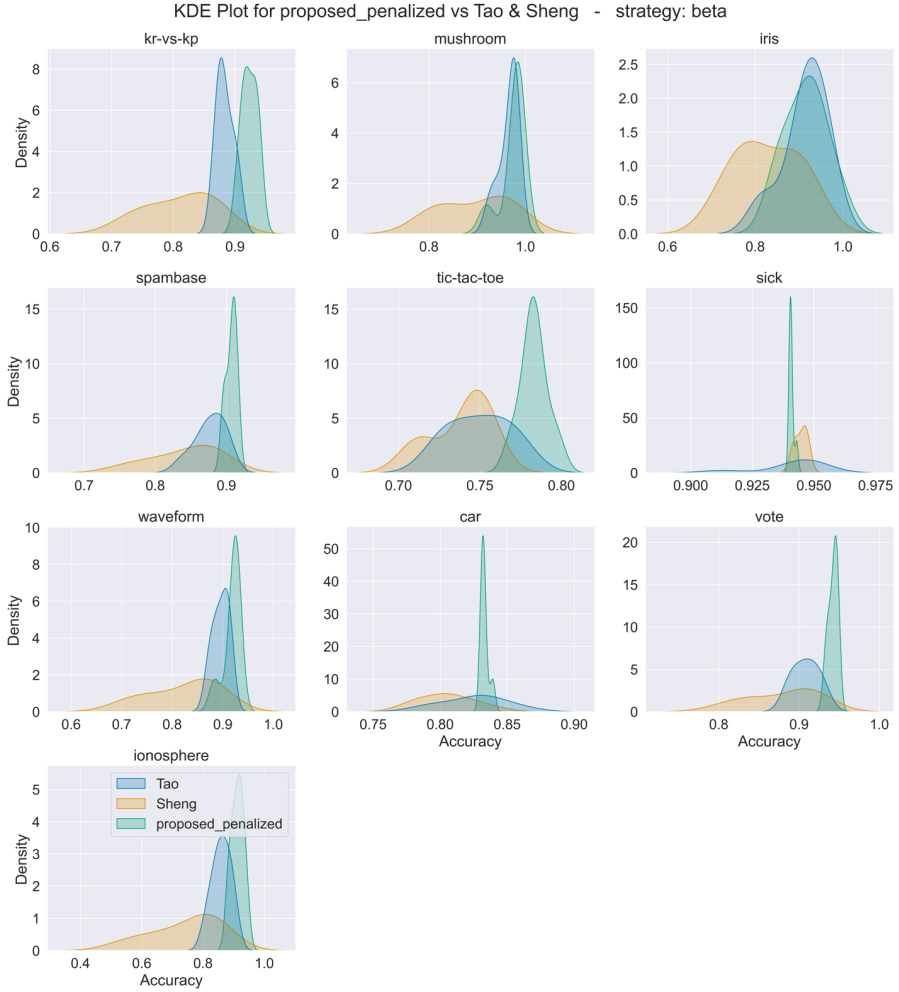 KDE Plot for proposed_penalized vs Tao & Sheng - strategy: beta
kr-vs-kp
mushroom
iris
Density
8
6
4
2
0
0.6 0.7 0.8 0.9
6
4
2
0
0.8 1.0
2.5
2.0
1.5
1.0
0.5
0.0
0.6 0.8 1.0
spambase
tic-tac-toe
sick
Density
15
10
5
0
0.7 0.8 0.9
15
10
5
0
0.70 0.75 0.80
150
100
50
0
0.900 0.925 0.950 0.975
waveform
car
vote
Density
10
8
6
4
2
0
0.6 0.7 0.8 0.9 1.0
50
40
30
20
10
0
0.75 0.80 0.85 0.90
Accuracy
20
15
10
5
0
0.8 0.9 1.0
Accuracy
ionosphere
Density
5
4
3
2
1
0
Tao
Sheng
proposed_penalized
0.4 0.6 0.8 1.0
Accuracy